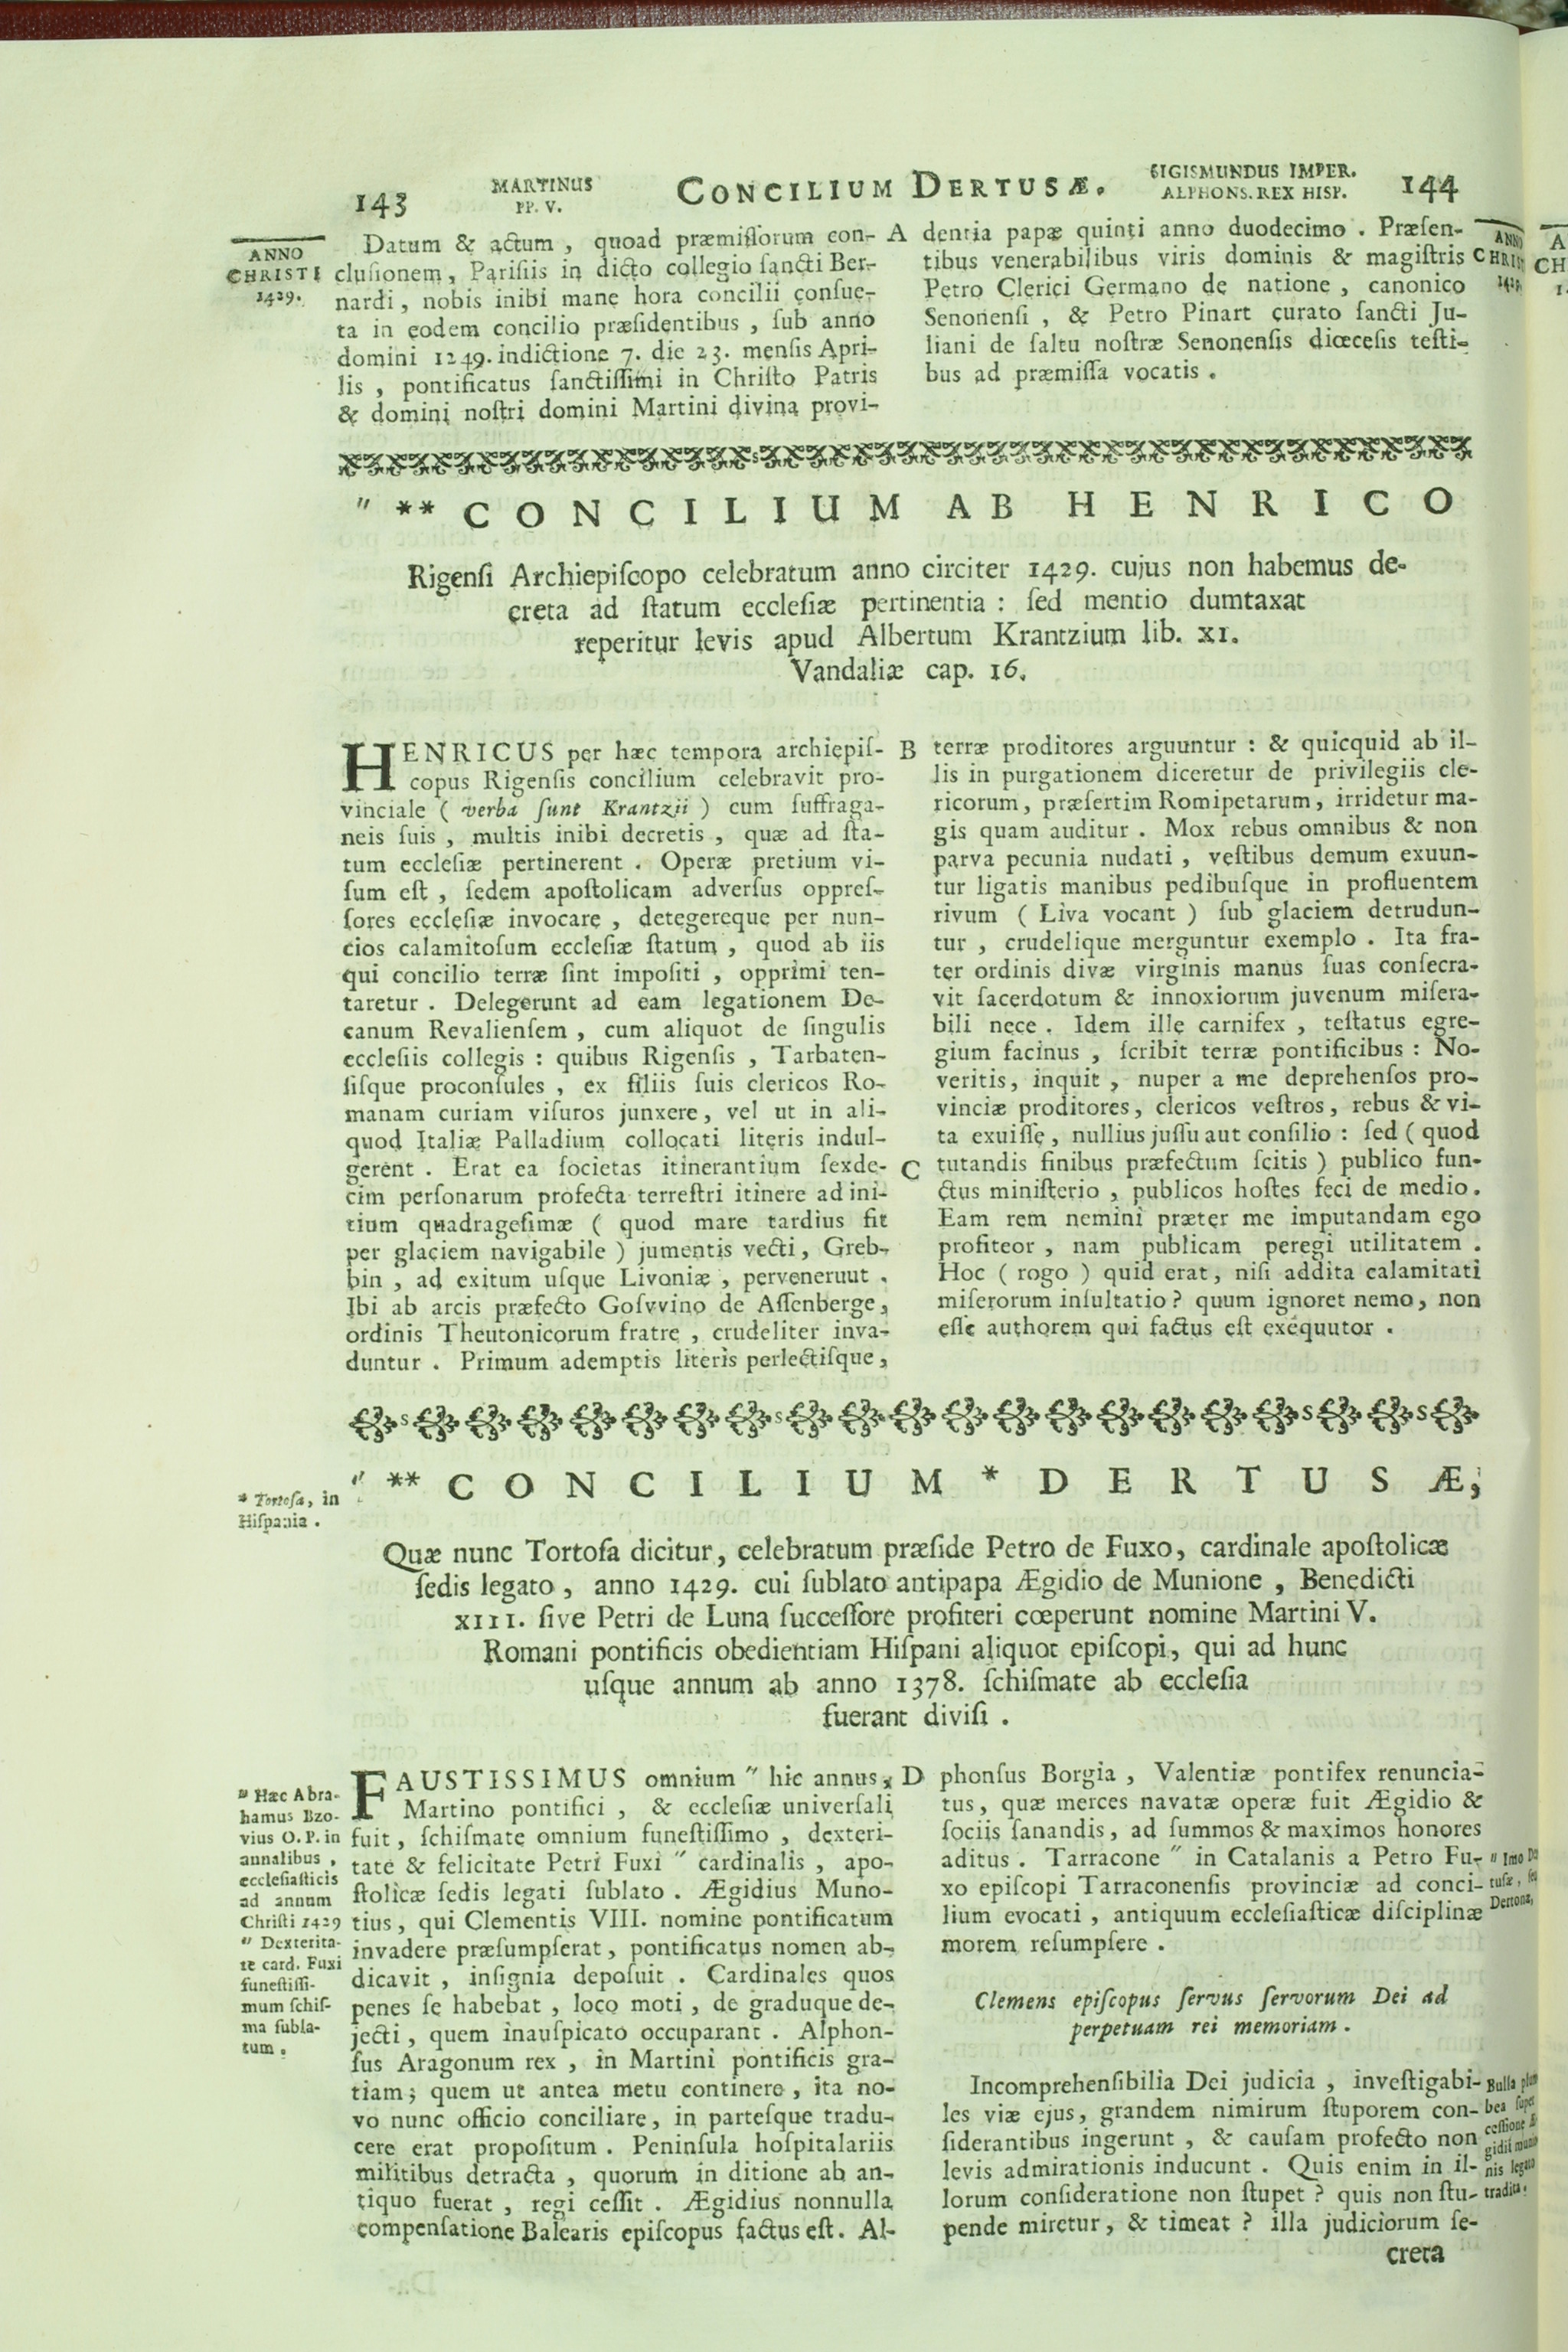 143
MARTINUS
PP. V.
CONCILIUM DERTUSÆ.
SIGISMUNDUS IMPER.
ALPHONS. REX HISP.
144
ANNO
CHRISTI
1429.
Datum & actum , quoad præmiſſorum con-
cluſionem, Pariſiis in dicto collegio ſancti Ber-
nardi, nobis inibi mane hora concilii conſue-
ta in eodem concilio præſidentibus , ſub anno
domini 1249. indictione 7. die 23. menſis Apri-
lis , pontificatus ſanctiſſimi in Chriſto Patris
& domini noſtri domini Martini divina provi-
A
dentia papæ quinti anno duodecimo . Præſen-
tibus venerabilibus viris dominis & magiſtris
Petro Clerici Germano de natione , canonico
Senonenſi , & Petro Pinart curato ſancti Ju-
liani de ſaltu noſtræ Senonenſis diœceſis teſti-
bus ad præmiſſa vocatis .
" ** CONCILIUM AB HENRICO
Rigenſi Archiepiſcopo celebratum anno circiter 1429. cujus non habemus de-
creta ad ſtatum eccleſiæ pertinentia : ſed mentio dumtaxat
reperitur levis apud Albertum Krantzium lib. XI.
Vandaliæ cap. 16.
HENRICUS per hæc tempora archiepiſ-
copus Rigenſis concilium celebravit pro-
vinciale ( verba ſunt Krantzii ) cum ſuffraga-
neis ſuis , multis inibi decretis , quæ ad ſta-
tum eccleſiæ pertinerent . Operæ pretium vi-
ſum eſt , ſedem apoſtolicam adverſus oppreſ-
ſores eccleſiæ invocare , detegereque per nun-
cios calamitoſum eccleſiæ ſtatum , quod ab iis
qui concilio terræ ſint impoſiti , opprimi ten-
taretur . Delegerunt ad eam legationem De-
canum Revalienſem , cum aliquot de ſingulis
eccleſiis collegis : quibus Rigenſis , Tarbaten-
ſiſque proconſules , ex filiis ſuis clericos Ro-
manam curiam viſuros junxere, vel ut in ali-
quod Italiæ Palladium collocati literis indul-
gerent . Erat ea ſocietas itinerantium ſexde-
cim perſonarum profecta terreſtri itinere ad ini-
tium quadrageſimæ ( quod mare tardius fit
per glaciem navigabile ) jumentis vecti, Greb-
bin , ad exitum uſque Livoniæ , perveneruut .
Ibi ab arcis præfecto Goſvvino de Aſſenberge,
ordinis Theutonicorum fratre , crudeliter inva-
duntur . Primum ademptis literis perlectiſque,
B
C
terræ proditores arguuntur : & quicquid ab il-
lis in purgationem diceretur de privilegiis cle-
ricorum, præſertim Romipetarum, irridetur ma-
gis quam auditur . Mox rebus omnibus & non
parva pecunia nudati , veſtibus demum exuun-
tur ligatis manibus pedibuſque in profluentem
rivum ( Liva vocant ) ſub glaciem detrudun-
tur , crudelique merguntur exemplo . Ita fra-
ter ordinis divæ virginis manus ſuas conſecra-
vit ſacerdotum & innoxiorum juvenum miſera-
bili nece . Idem ille carnifex , teſtatus egre-
gium facinus , ſcribit terræ pontificibus : No-
veritis, inquit , nuper a me deprehenſos pro-
vinciæ proditores, clericos veſtros, rebus & vi-
ta exuiſſe, nullius juſſu aut conſilio : ſed ( quod
tutandis finibus præfectum ſcitis ) publico fun-
ctus miniſterio , publicos hoſtes feci de medio.
Eam rem nemini præter me imputandam ego
profiteor , nam publicam peregi utilitatem .
Hoc ( rogo ) quid erat, niſi addita calamitati
miſerorum inſultatio ? quum ignoret nemo, non
eſſe authorem qui factus eſt exequutor .
* Tortoſa, in
Hiſpania .
" ** CONCILIUM * DERTUSÆ,
Quæ nunc Tortoſa dicitur, celebratum præſide Petro de Fuxo, cardinale apoſtolicæ
ſedis legato , anno 1429. cui ſublato antipapa Ægidio de Munione , Benedicti
XIII. ſive Petri de Luna ſucceſſore profiteri cœperunt nomine Martini V.
Romani pontificis obedientiam Hiſpani aliquot epiſcopi, qui ad hunc
uſque annum ab anno 1378. ſchiſmate ab eccleſia
fuerant diviſi .
" Hæc Abra-
hamus Bzo-
vius O. P. in
annalibus ,
eccleſiaſticis
ad annum
Chriſti 1429
" Dexterita-
te card. Fuxi
funeſtiſſi-
mum ſchiſ-
ma ſubla-
tum .
FAUSTISSIMUS omnium " hic annus,
Martino pontifici , & eccleſiæ univerſali
fuit, ſchiſmate omnium funeſtiſſimo , dexteri-
tate & felicitate Petri Fuxi " cardinalis , apo-
ſtolicæ ſedis legati ſublato . Ægidius Muno-
tius, qui Clementis VIII. nomine pontificatum
invadere præſumpſerat, pontificatus nomen ab-
dicavit , inſignia depoſuit . Cardinales quos
penes ſe habebat , loco moti , de graduque de-
jecti, quem inauſpicato occuparant . Alphon-
ſus Aragonum rex , in Martini pontificis gra-
tiam; quem ut antea metu continere , ita no-
vo nunc officio conciliare, in parteſque tradu-
cere erat propoſitum . Peninſula hoſpitalariis
militibus detracta , quorum in ditione ab an-
tiquo fuerat , regi ceſſit . Ægidius nonnulla
compenſatione Balearis epiſcopus factus eſt. Al-
D
phonſus Borgia , Valentiæ pontifex renuncia-
tus, quæ merces navatæ operæ fuit Ægidio &
ſociis ſanandis, ad ſummos & maximos honores
aditus . Tarracone " in Catalanis a Petro Fu-
xo epiſcopi Tarraconenſis provinciæ ad conci-
lium evocati , antiquum eccleſiaſticæ diſciplinæ
morem reſumpſere .
Clemens epiſcopus ſervus ſervorum Dei ad
perpetuam rei memoriam .
Incomprehenſibilia Dei judicia , inveſtigabi-
les viæ ejus, grandem nimirum ſtuporem con-
ſiderantibus ingerunt , & cauſam profecto non
levis admirationis inducunt . Quis enim in il-
lorum conſideratione non ſtupet ? quis non ſtu-
pende miretur, & timeat ? illa judiciorum ſe-
creta
" Imo
Dertona,
Bulla
tradita.